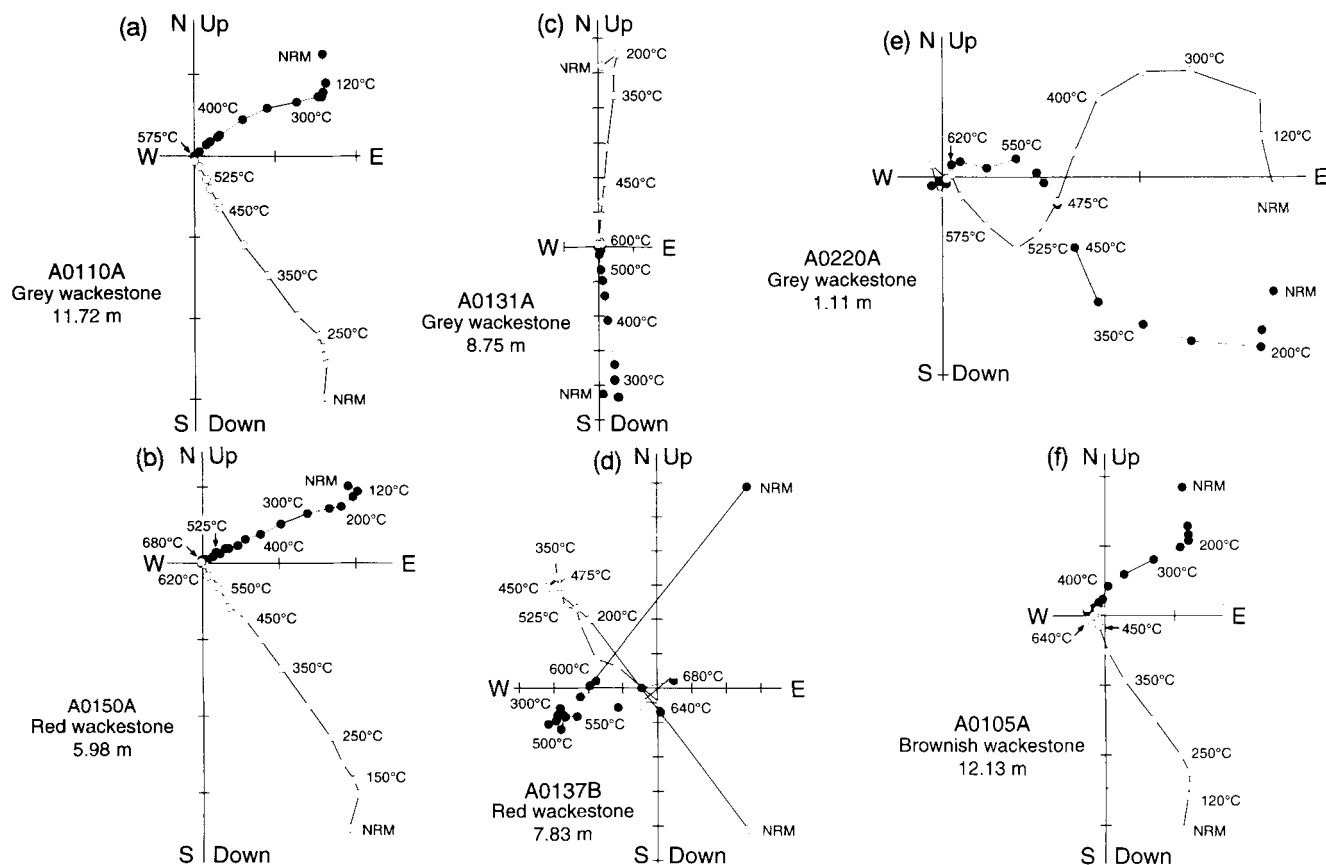 (a)
N Up
NRM
120°C
400°C
300°C
575°C
W E
525°C
450°C
350°C
250°C
NRM
S Down
A0110A
Grey wackestone
11.72 m
(b)
N Up
NRM
120°C
300°C
200°C
525°C
400°C
680°C
W E
620°C
550°C
450°C
350°C
250°C
150°C
NRM
S Down
A0150A
Red wackestone
5.98 m
(c)
N Up
200°C
NRM
350°C
450°C
600°C
W E
500°C
400°C
300°C
NRM
S Down
A0131A
Grey wackestone
8.75 m
(d)
N Up
NRM
350°C
450°C 475°C
525°C 200°C
600°C
680°C
W E
300°C
640°C
550°C
500°C
NRM
S Down
A0137B
Red wackestone
7.83 m
(e)
N Up
300°C
400°C
120°C
620°C
550°C
W E
475°C
NRM
575°C
525°C
450°C
NRM
350°C
200°C
S Down
A0220A
Grey wackestone
1.11 m
(f)
N Up
NRM
200°C
400°C
300°C
W E
640°C
450°C
350°C
250°C
120°C
NRM
S Down
A0105A
Brownish wackestone
12.13 m